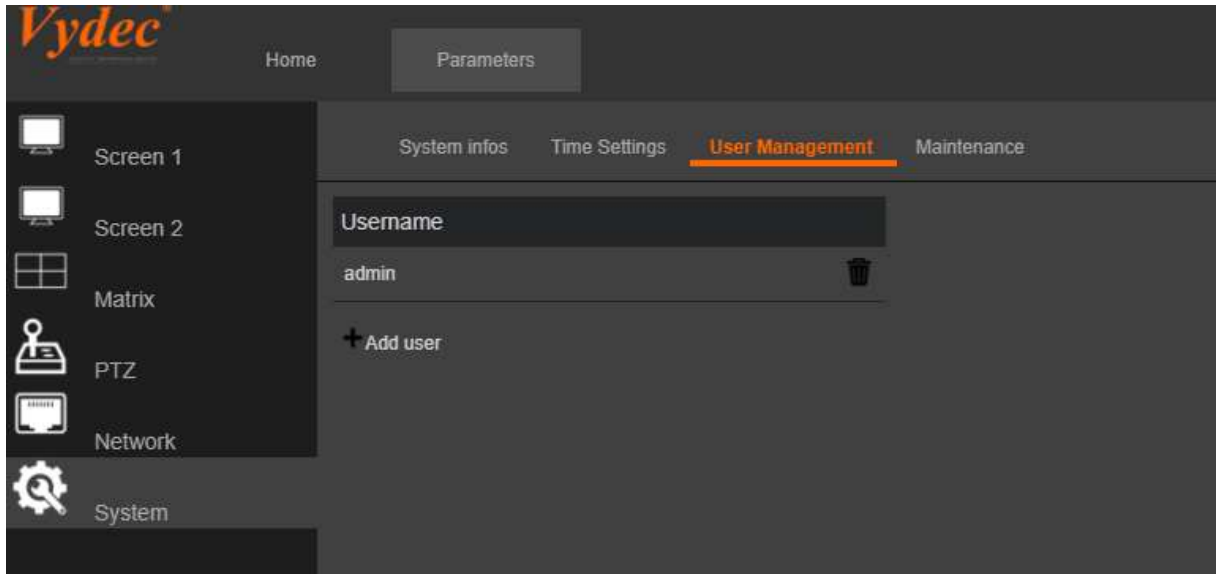 Vydec
Home Parameters
System infos Time Settings User Management Maintenance
Screen 1
Screen 2
Matrix
PTZ
Network
System
Username
admin
Add user